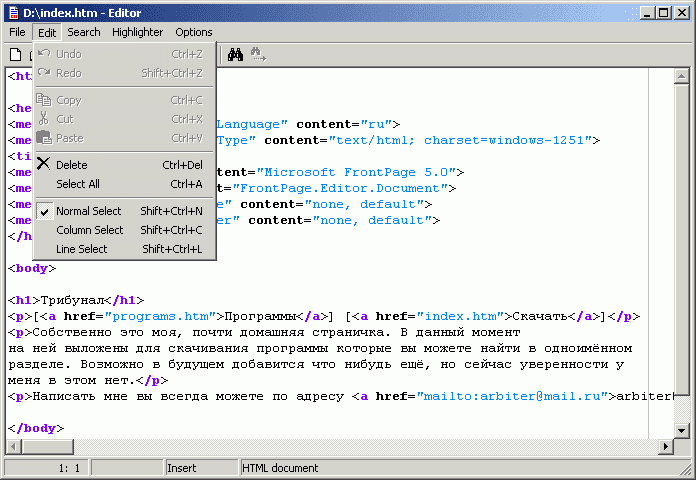 D:\index.htm - Editor
File Edit Search Highlighter Options
Undo Ctrl+Z
Redo Shift+Ctrl+Z
Copy Ctrl+C
Cut Ctrl+X
Paste Ctrl+V
Delete Ctrl+Del
Select All Ctrl+A
Normal Select Shift+Ctrl+N
Column Select Shift+Ctrl+C
Line Select Shift+Ctrl+L
<ht
<he
<me Language" content="ru">
<me Type" content="text/html; charset=windows-1251">
<ti
<me tent="Microsoft FrontPage 5.0">
<me t="FrontPage.Editor.Document">
<me e" content="none, default">
<me er" content="none, default">
</h
<body>
<h1>Трибунал</h1>
<p>[<a href="programs.htm">Программы</a>] [<a href="index.htm">Скачать</a>]</p>
<p>Собственно это моя, почти домашняя страничка. В данный момент
на ней выложены для скачивания программы которые вы можете найти в одноимённом
разделе. Возможно в будущем добавится что нибудь ещё, но сейчас уверенности у
меня в этом нет.</p>
<p>Написать мне вы всегда можете по адресу <a href="mailto:arbiter@mail.ru">arbiter
</body>
1: 1 Insert HTML document